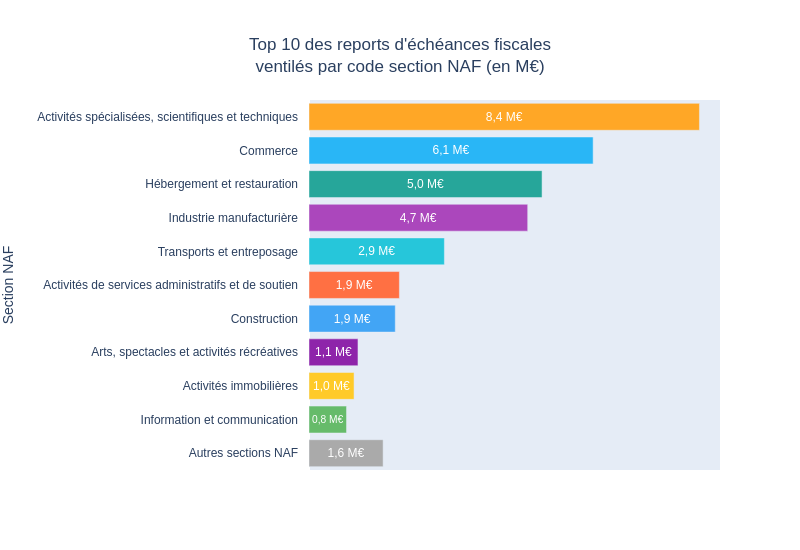 Top 10 des reports d'échéances fiscales
ventilés par code section NAF (en M€)
Section NAF
Activités spécialisées, scientifiques et techniques 8,4 M€
Commerce 6,1 M€
Hébergement et restauration 5,0 M€
Industrie manufacturière 4,7 M€
Transports et entreposage 2,9 M€
Activités de services administratifs et de soutien 1,9 M€
Construction 1,9 M€
Arts, spectacles et activités récréatives 1,1 M€
Activités immobilières 1,0 M€
Information et communication 0,8 M€
Autres sections NAF 1,6 M€